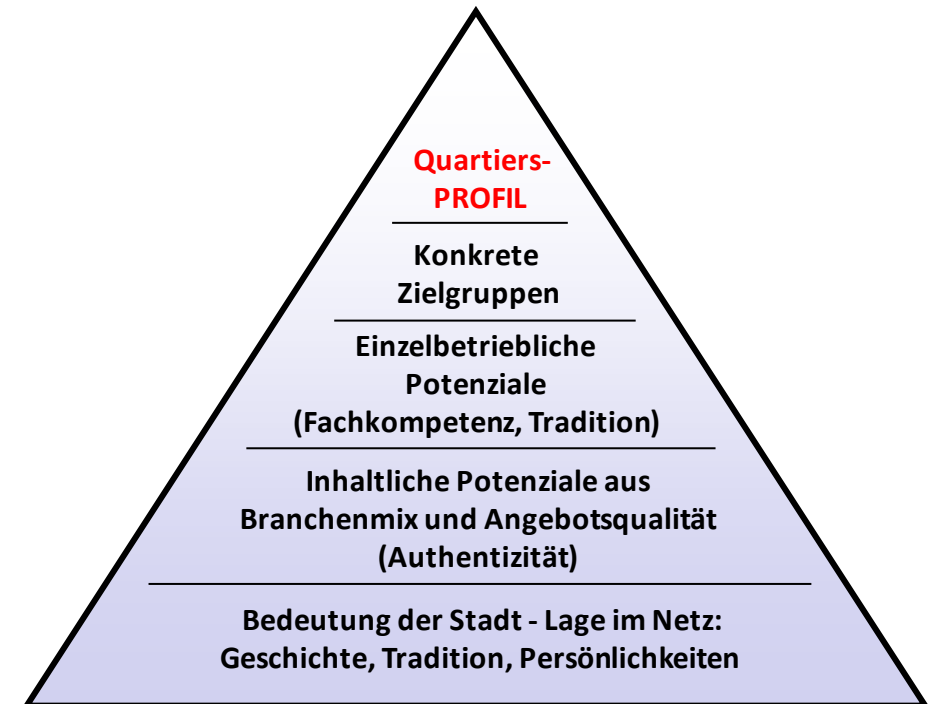 Quartiers-
PROFIL
Konkrete
Zielgruppen
Einzelbetriebliche
Potenziale
(Fachkompetenz, Tradition)
Inhaltliche Potenziale aus
Branchenmix und Angebotsqualität
(Authentizität)
Bedeutung der Stadt - Lage im Netz:
Geschichte, Tradition, Persönlichkeiten